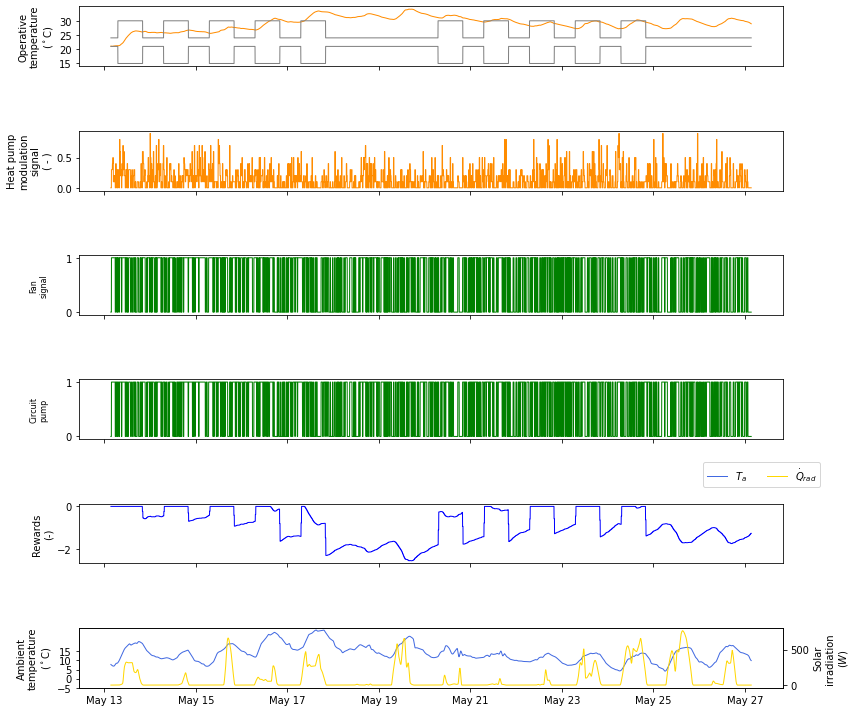 Operative
temperature
(°C)
30
25
20
15
Heat pump
modulation
signal
( - )
0.5
0.0
Fan
signal
1
0
Circuit
pump
1
0
T_a
Q̇_rad
Rewards
(-)
0
−2
Ambient
temperature
(°C)
15
10
5
0
−5
500
0
Solar
irradiation
(W)
May 13
May 15
May 17
May 19
May 21
May 23
May 25
May 27